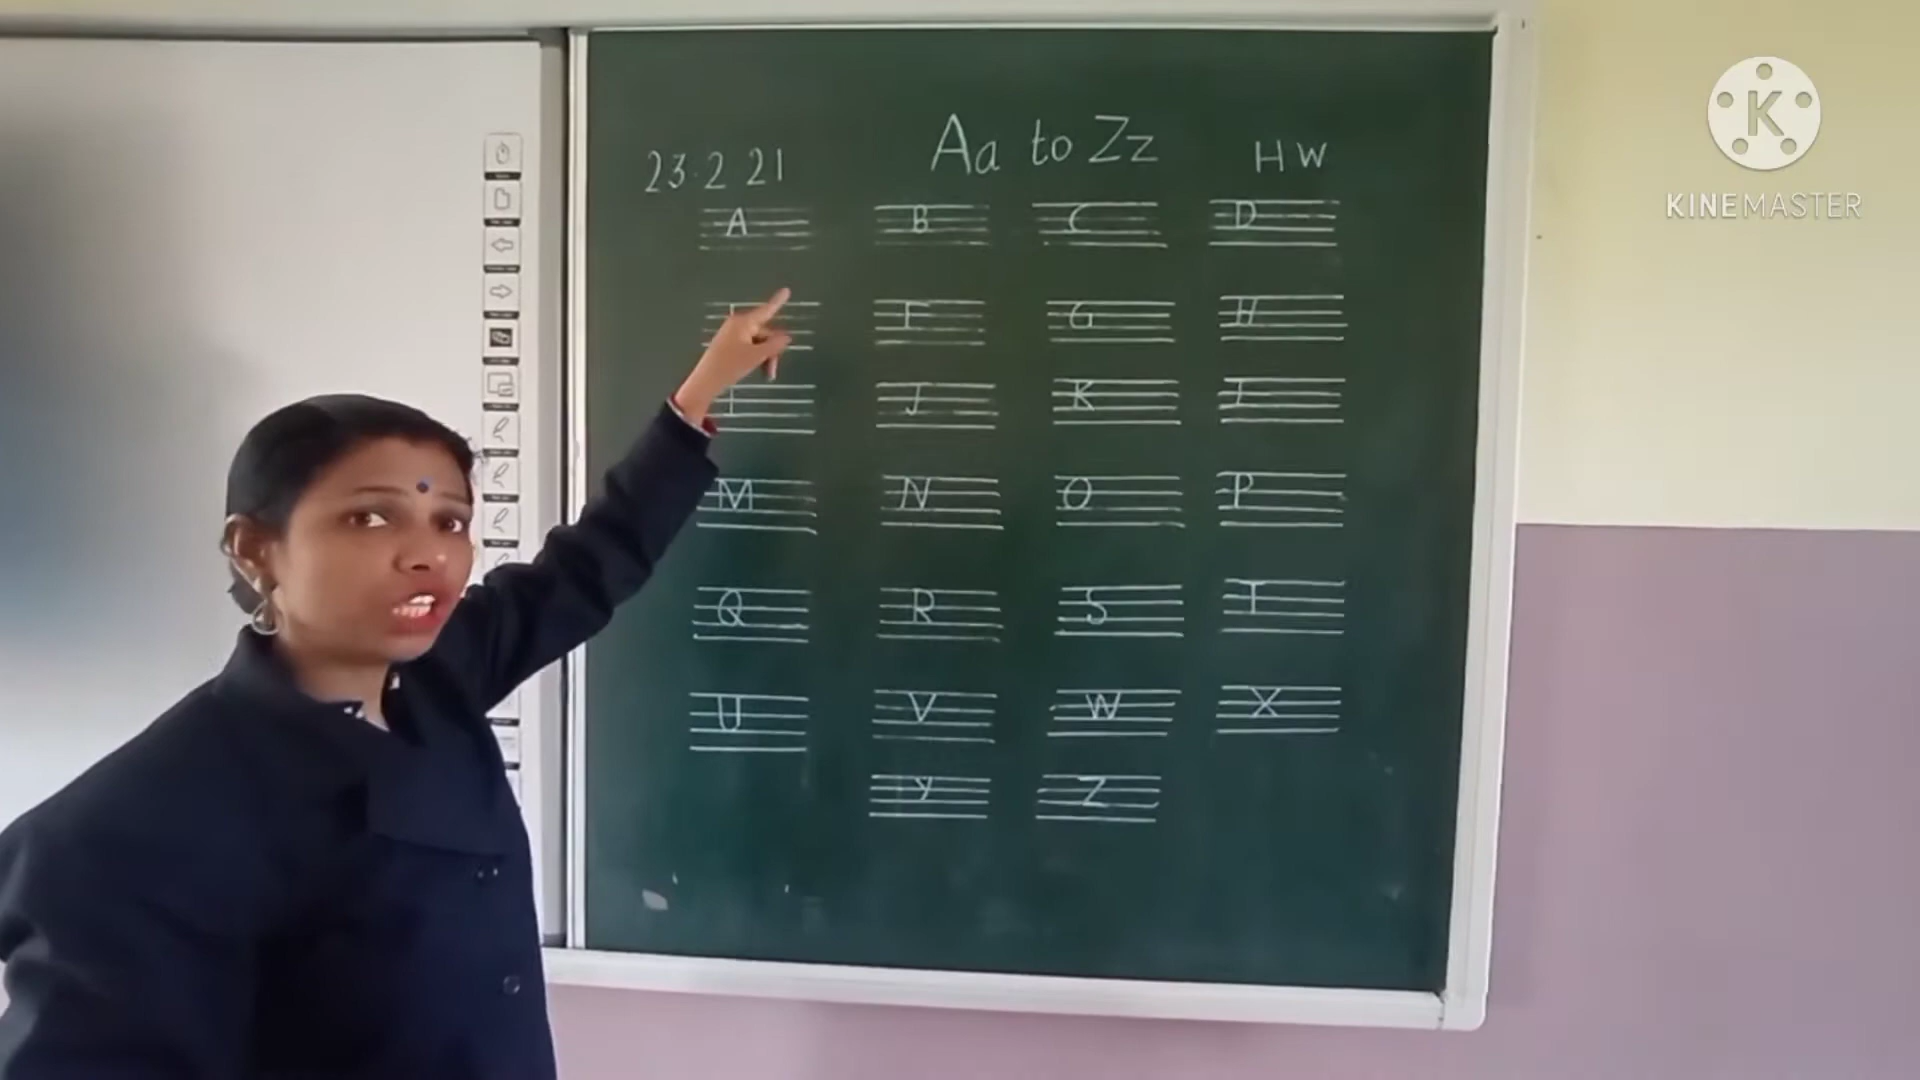 23.2 21 Aa to Zz HW
A B C D
E F G H
I J K
M N O P
Q R S T
U V W X
Y Z
KINEMASTER